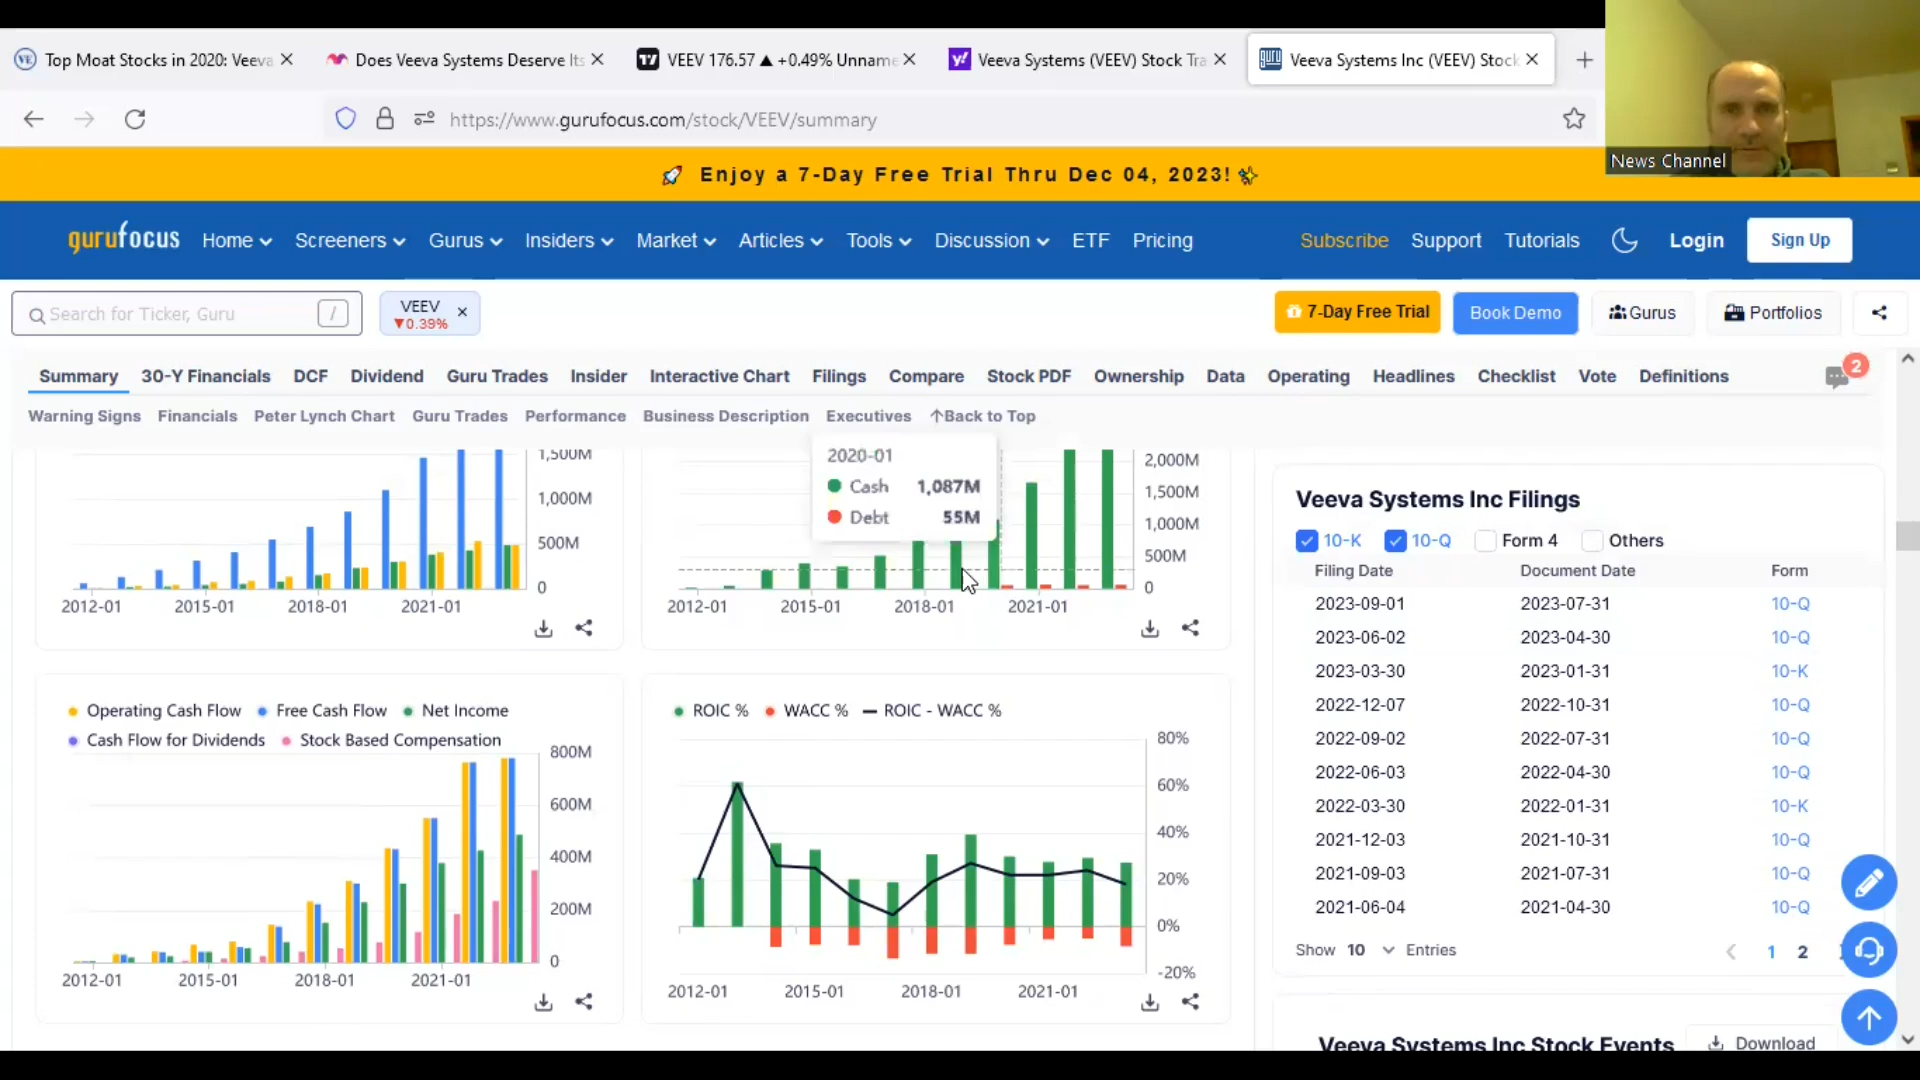 Top Moat Stocks in 2020: Veeva
Does Veeva Systems Deserve Its
VEEV 176.57 ▲ +0.49% Unname
Veeva Systems (VEEV) Stock Tra
Veeva Systems Inc (VEEV) Stock
https://www.gurufocus.com/stock/VEEV/summary
News Channel
Enjoy a 7-Day Free Trial Thru Dec 04, 2023!
gurufocus Home Screeners Gurus Insiders Market Articles Tools Discussion ETF Pricing Subscribe Support Tutorials Login Sign Up
Search for Ticker, Guru /
VEEV
▼0.39%
7-Day Free Trial Book Demo Gurus Portfolios
Summary 30-Y Financials DCF Dividend Guru Trades Insider Interactive Chart Filings Compare Stock PDF Ownership Data Operating Headlines Checklist Vote Definitions 2
Warning Signs Financials Peter Lynch Chart Guru Trades Performance Business Description Executives ↑Back to Top
1,500M
1,000M
500M
0
2012-01 2015-01 2018-01 2021-01
2020-01
Cash 1,087M
Debt 55M
2,000M
1,500M
1,000M
500M
0
2012-01 2015-01 2018-01 2021-01
Operating Cash Flow Free Cash Flow Net Income
Cash Flow for Dividends Stock Based Compensation
800M
600M
400M
200M
0
2012-01 2015-01 2018-01 2021-01
ROIC % WACC % ROIC - WACC %
80%
60%
40%
20%
0%
-20%
2012-01 2015-01 2018-01 2021-01
Veeva Systems Inc Filings
10-K 10-Q Form 4 Others
Filing Date Document Date Form
2023-09-01 2023-07-31 10-Q
2023-06-02 2023-04-30 10-Q
2023-03-30 2023-01-31 10-K
2022-12-07 2022-10-31 10-Q
2022-09-02 2022-07-31 10-Q
2022-06-03 2022-04-30 10-Q
2022-03-30 2022-01-31 10-K
2021-12-03 2021-10-31 10-Q
2021-09-03 2021-07-31 10-Q
2021-06-04 2021-04-30 10-Q
Show 10 Entries 1 2
Veeva Systems Inc Stock Events Download